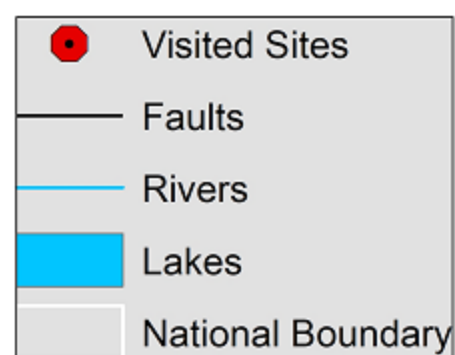 Visited Sites
Faults
Rivers
Lakes
National Boundary